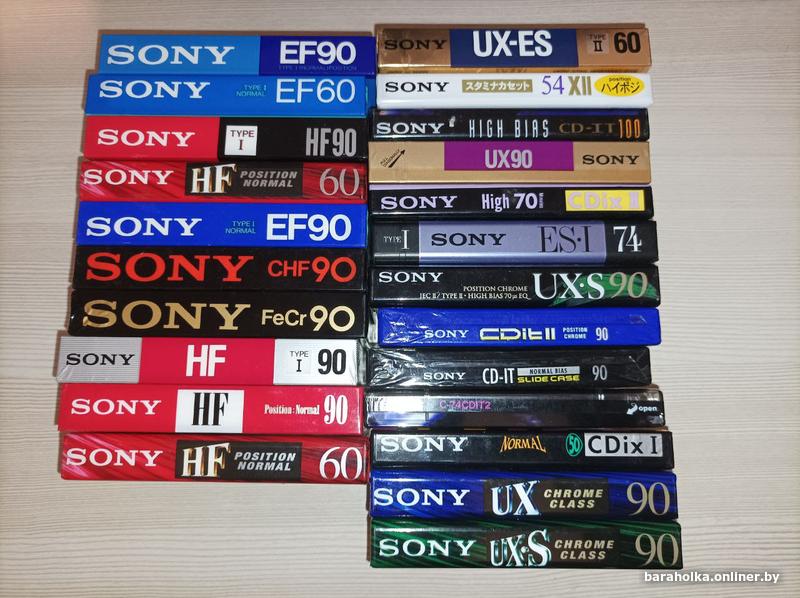 SONY EF90
TYPE I NORMAL POSITION
SONY TYPE I NORMAL EF60
SONY TYPE I HF90
SONY HF POSITION NORMAL 60
SONY TYPE I NORMAL EF90
SONY CHF90
SONY FeCr90
SONY HF TYPE I 90
SONY HF Position: Normal 90
SONY HF POSITION NORMAL 60
SONY UX-ES TYPE II 60
SONY スタミナカセット 54 XII position ハイポジ
SONY HIGH BIAS CD-IT 100
UX90 SONY
SONY High 70 CDix II
TYPE I SONY ES·I 74
SONY POSITION CHROME UX·S 90
IEC II / TYPE II · HIGH BIAS 70μs EQ
SONY CDit II POSITION CHROME 90
SONY CD-IT NORMAL BIAS SLIDE CASE 90
C-74CDIT2 open
SONY NORMAL 50 CDix I
SONY UX CHROME CLASS 90
SONY UX·S CHROME CLASS 90
baraholka.onliner.by